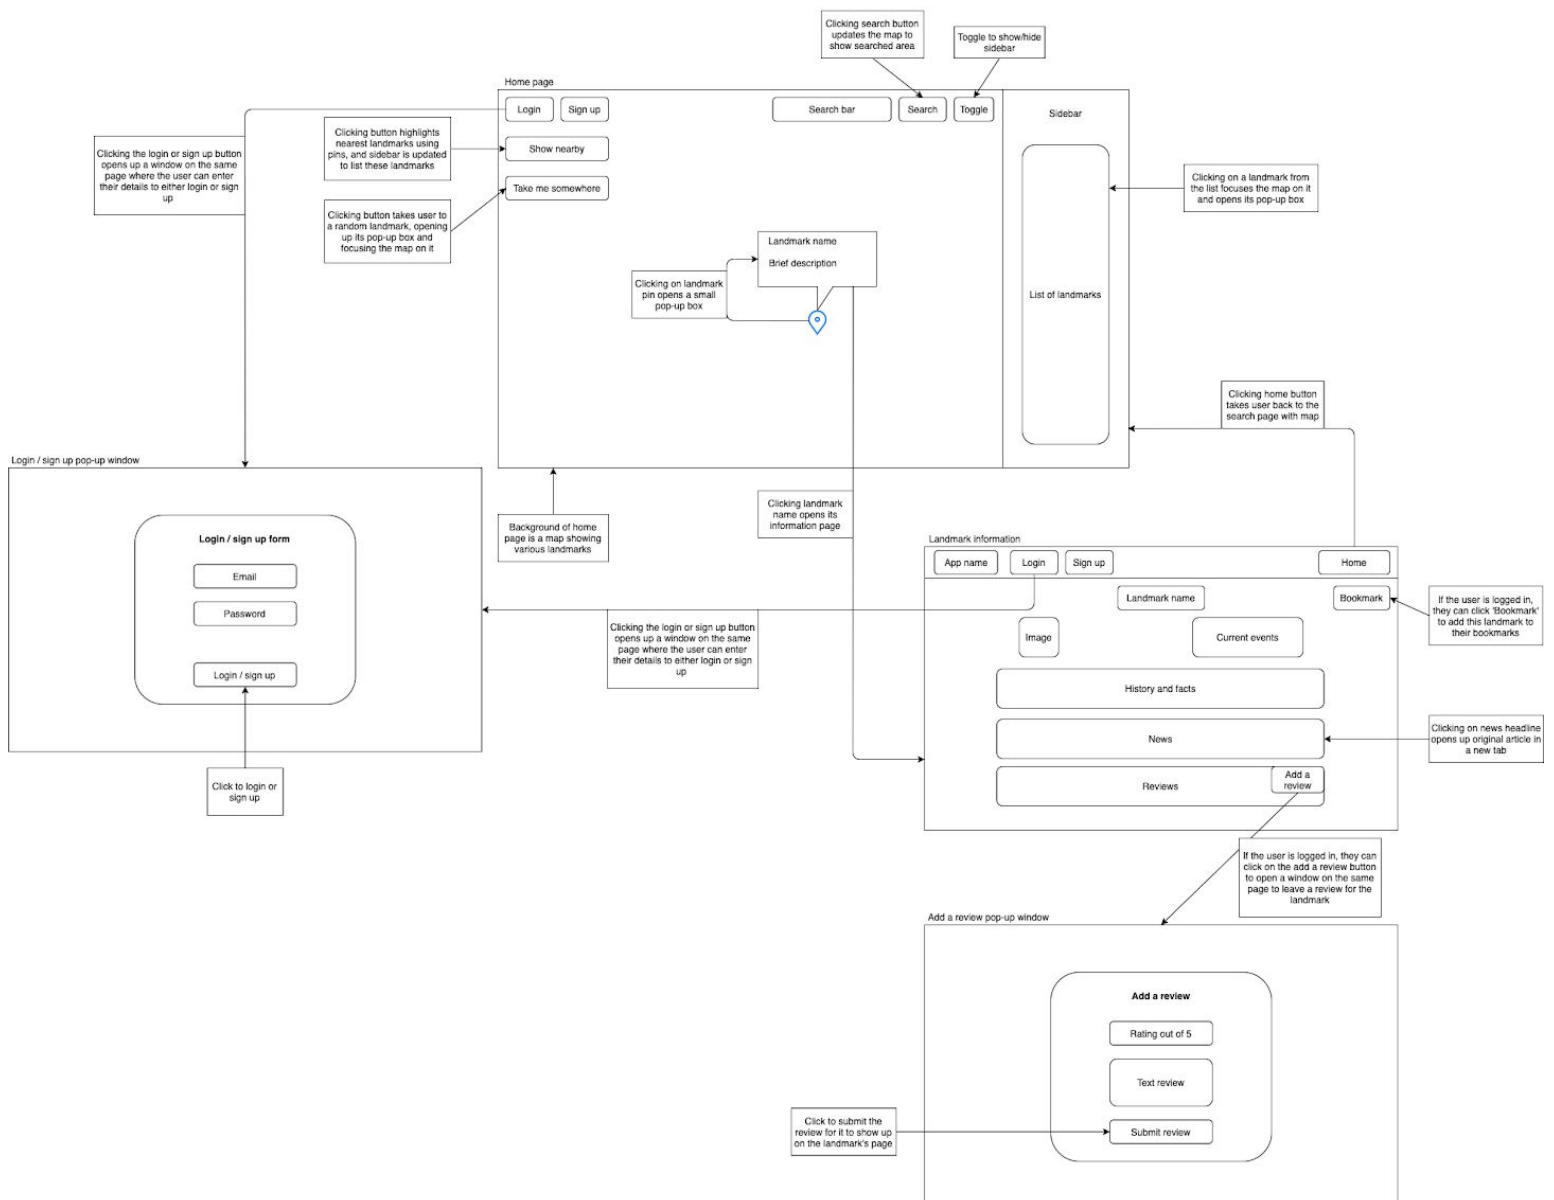 Clicking search button
updates the map to
show searched area
Toggle to show/hide
sidebar
Home page
Login
Sign up
Search bar
Search
Toggle
Sidebar
Clicking button highlights
nearest landmarks using
pins, and sidebar is updated
to list these landmarks
Show nearby
Clicking the login or sign up button
opens up a window on the same
page where the user can enter
their details to either login or sign
up
Take me somewhere
Clicking on a landmark from
the list focuses the map on it
and opens its pop-up box
Clicking button takes user to
a random landmark, opening
up its pop-up box and
focusing the map on it
Landmark name
Brief description
Clicking on landmark
pin opens a small
pop-up box
List of landmarks
Clicking home button
takes user back to the
search page with map
Login / sign up pop-up window
Clicking landmark
name opens its
information page
Background of home
page is a map showing
various landmarks
Login / sign up form
Email
Password
Login / sign up
Click to login or
sign up
Landmark information
App name
Login
Sign up
Home
Landmark name
Bookmark
If the user is logged in,
they can click 'Bookmark'
to add this landmark to
their bookmarks
Clicking the login or sign up button
opens up a window on the same
page where the user can enter
their details to either login or sign
up
Image
Current events
History and facts
News
Clicking on news headline
opens up original article in
a new tab
Reviews
Add a
review
If the user is logged in, they can
click on the add a review button
to open a window on the same
page to leave a review for the
landmark
Add a review pop-up window
Add a review
Rating out of 5
Text review
Click to submit the
review for it to show up
on the landmark's page
Submit review